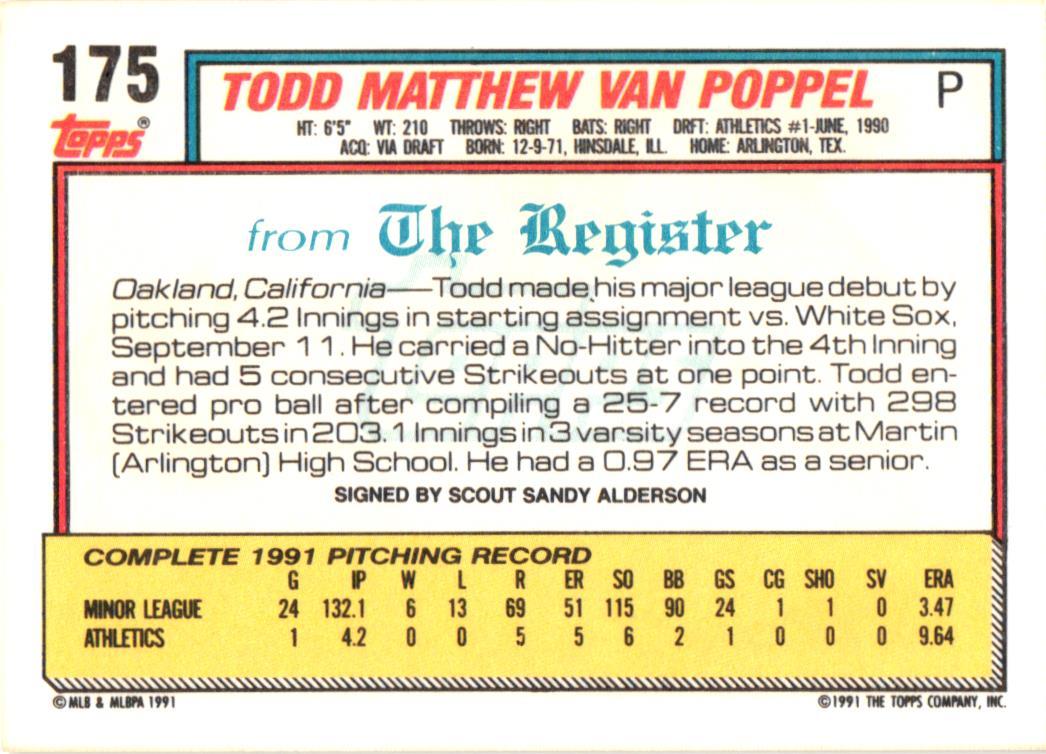 175
TOPPS®
TODD MATTHEW VAN POPPEL P
HT: 6'5" WT: 210 THROWS: RIGHT BATS: RIGHT DRFT: ATHLETICS #1-JUNE, 1990
ACQ: VIA DRAFT BORN: 12-9-71, HINSDALE, ILL. HOME: ARLINGTON, TEX.
from The Register
Oakland, California—Todd made his major league debut by
pitching 4.2 Innings in starting assignment vs. White Sox,
September 11. He carried a No-Hitter into the 4th Inning
and had 5 consecutive Strikeouts at one point. Todd en-
tered pro ball after compiling a 25-7 record with 298
Strikeouts in 203.1 Innings in 3 varsity seasons at Martin
(Arlington) High School. He had a 0.97 ERA as a senior.
SIGNED BY SCOUT SANDY ALDERSON
COMPLETE 1991 PITCHING RECORD
G IP W L R ER SO BB GS CG SHO SV ERA
MINOR LEAGUE 24 132.1 6 13 69 51 115 90 24 1 1 0 3.47
ATHLETICS 1 4.2 0 0 5 5 6 2 1 0 0 0 9.64
© MLB & MLBPA 1991 ©1991 THE TOPPS COMPANY, INC.